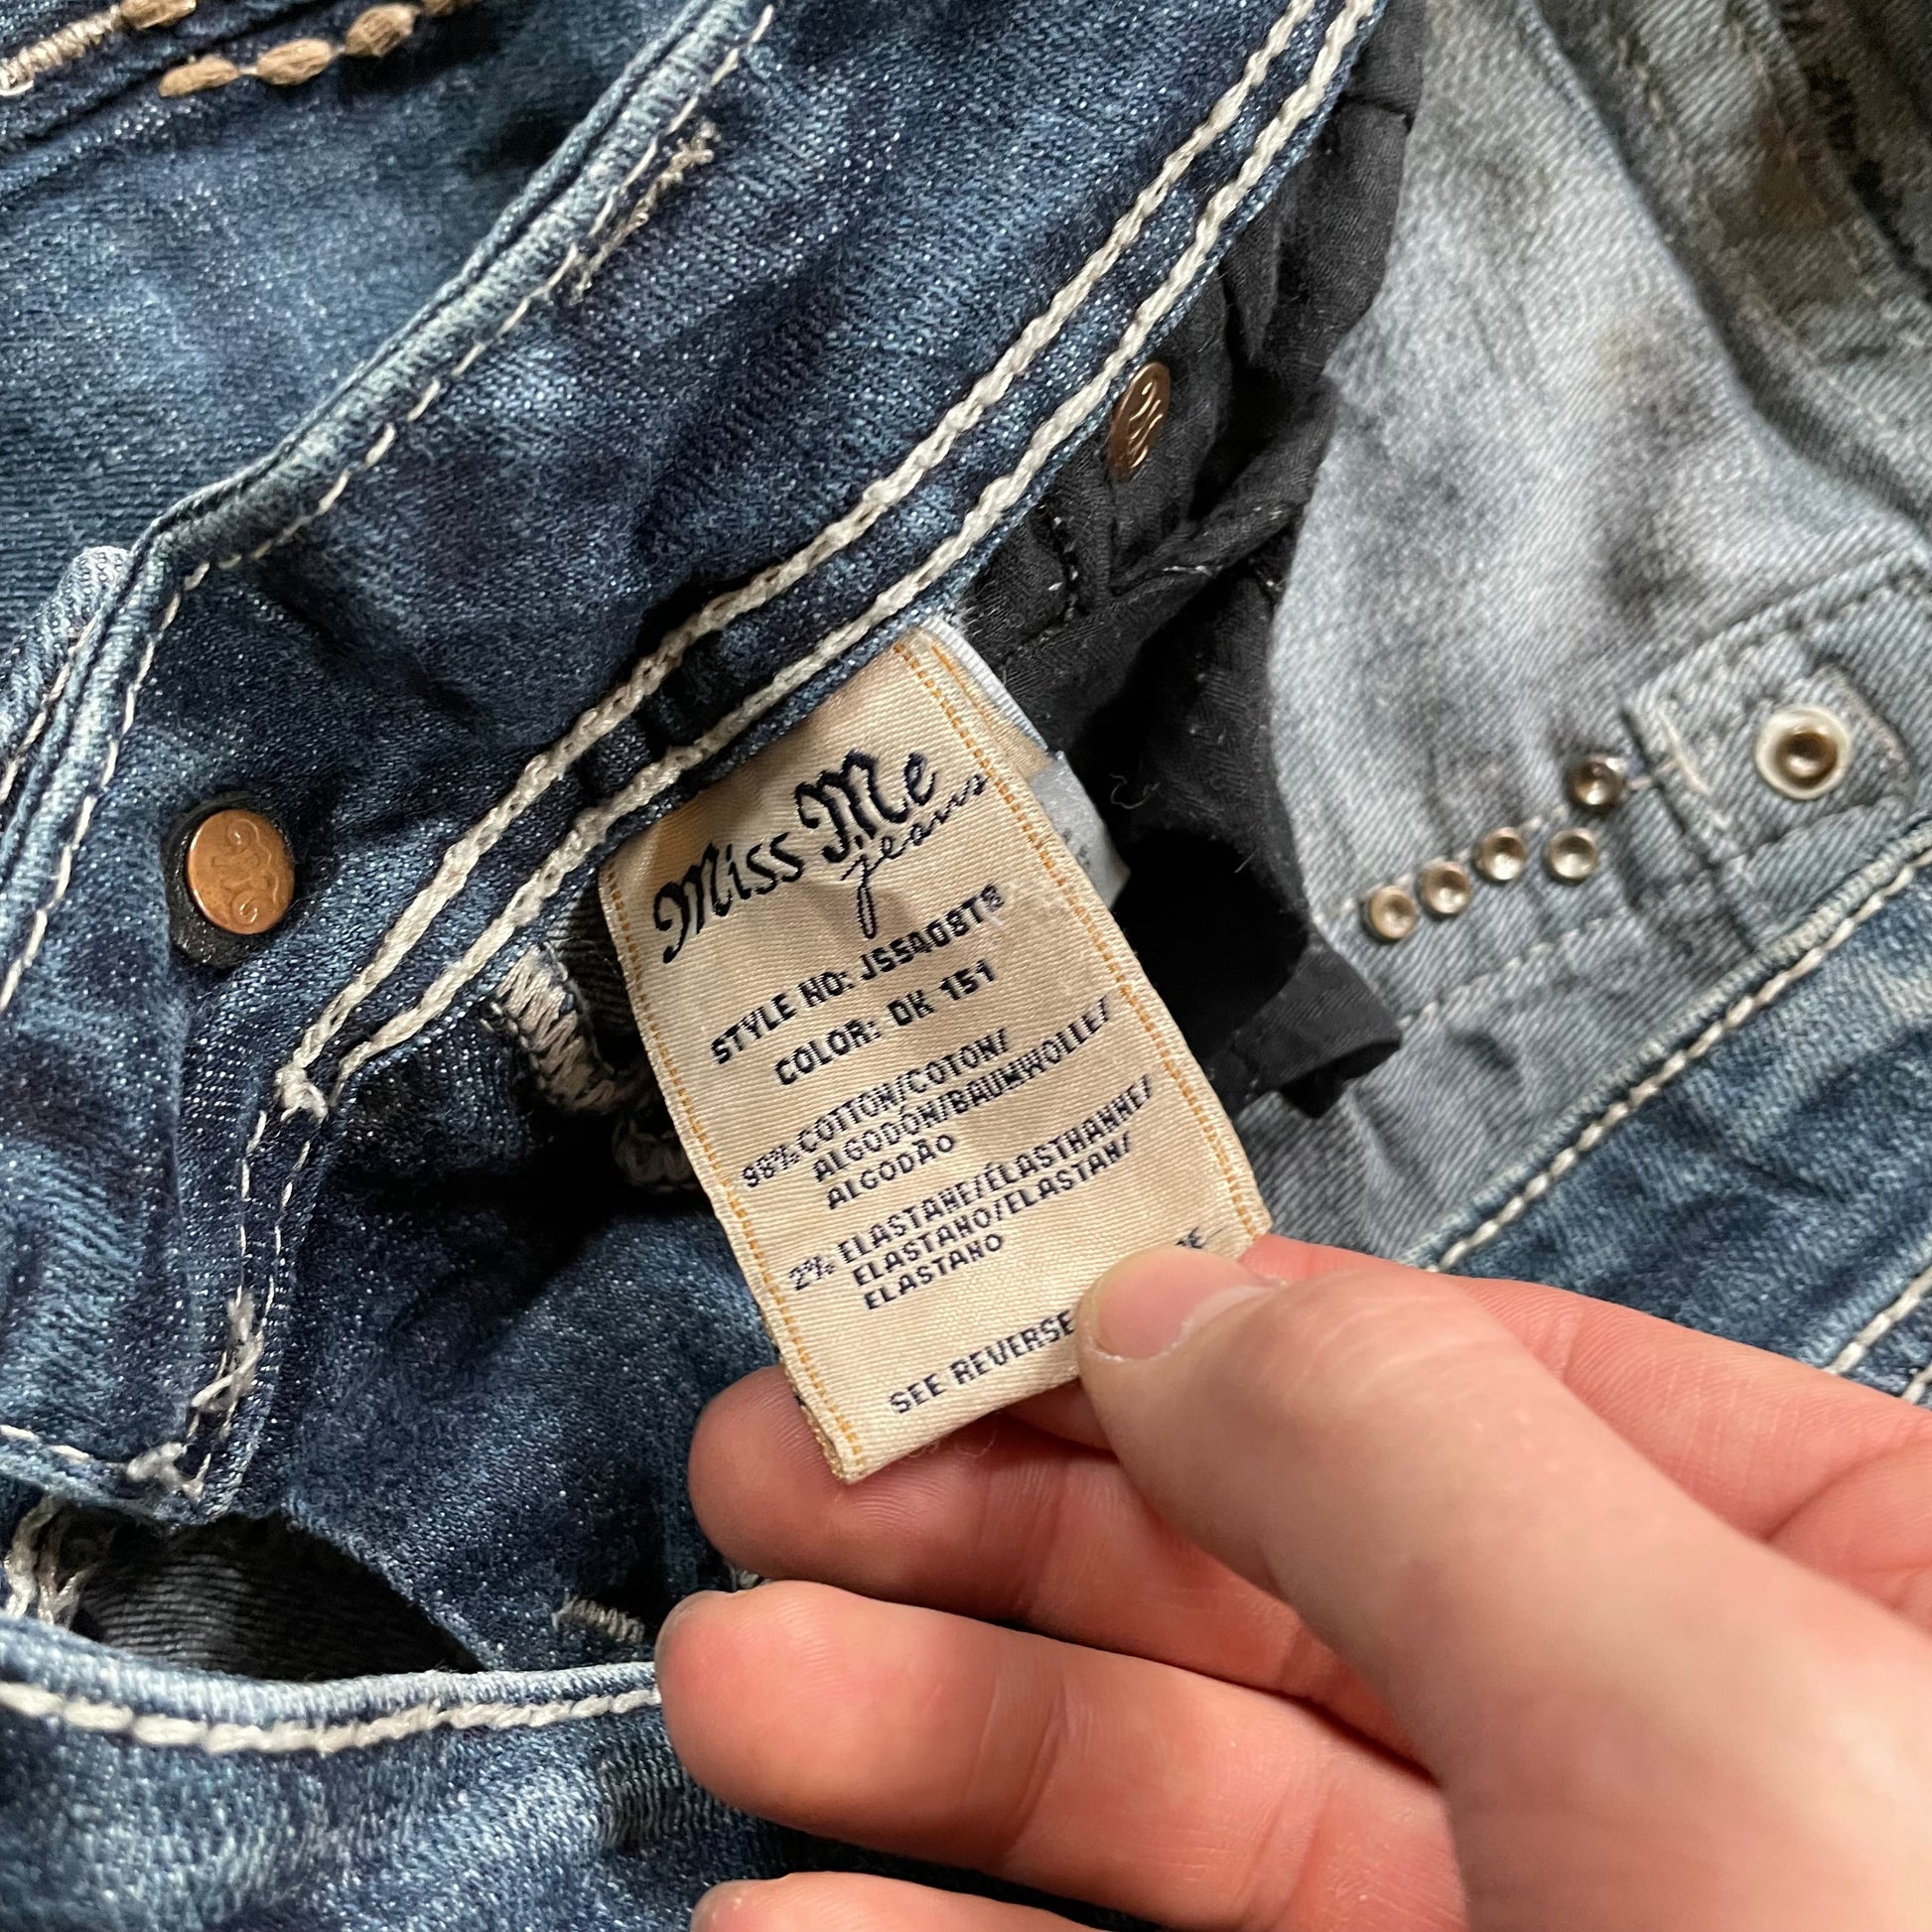 Miss Me
jeans
STYLE NO: JS5409T8
COLOR: DK 151
98% COTTON/COTON/
ALGODÓN/BAUMWOLLE/
ALGODÃO
2% ELASTANE/ÉLASTHANNE/
ELASTANO/ELASTAN/
ELASTANO
SEE REVERSE